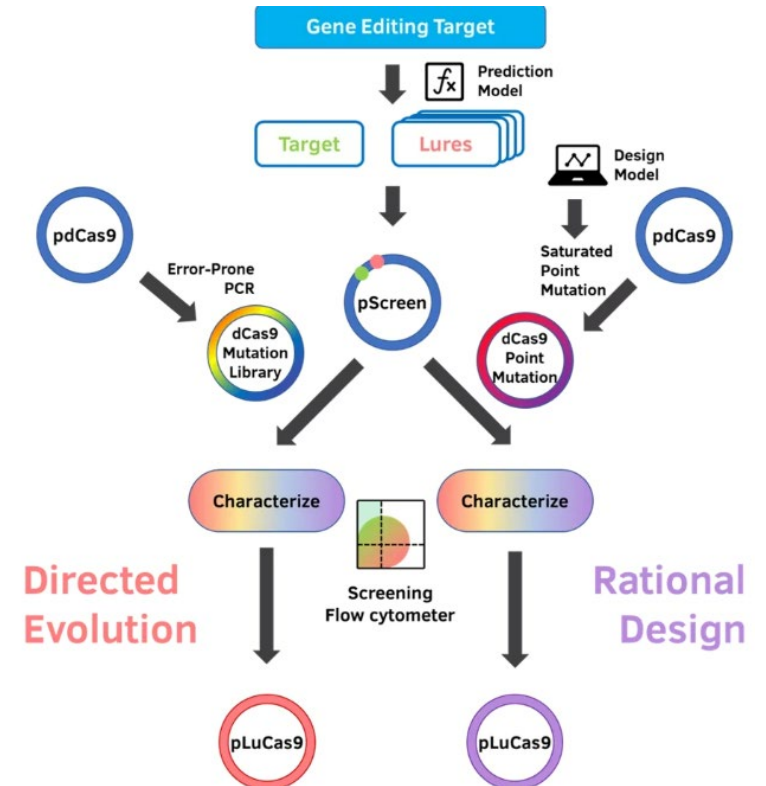 Gene Editing Target
fx
Prediction
Model
Target
Lures
Design
Model
pdCas9
pdCas9
Error-Prone
PCR
Saturated
Point
Mutation
pScreen
dCas9
Mutation
Library
dCas9
Point
Mutation
Characterize
Characterize
Directed
Evolution
Screening
Flow cytometer
Rational
Design
pLuCas9
pLuCas9